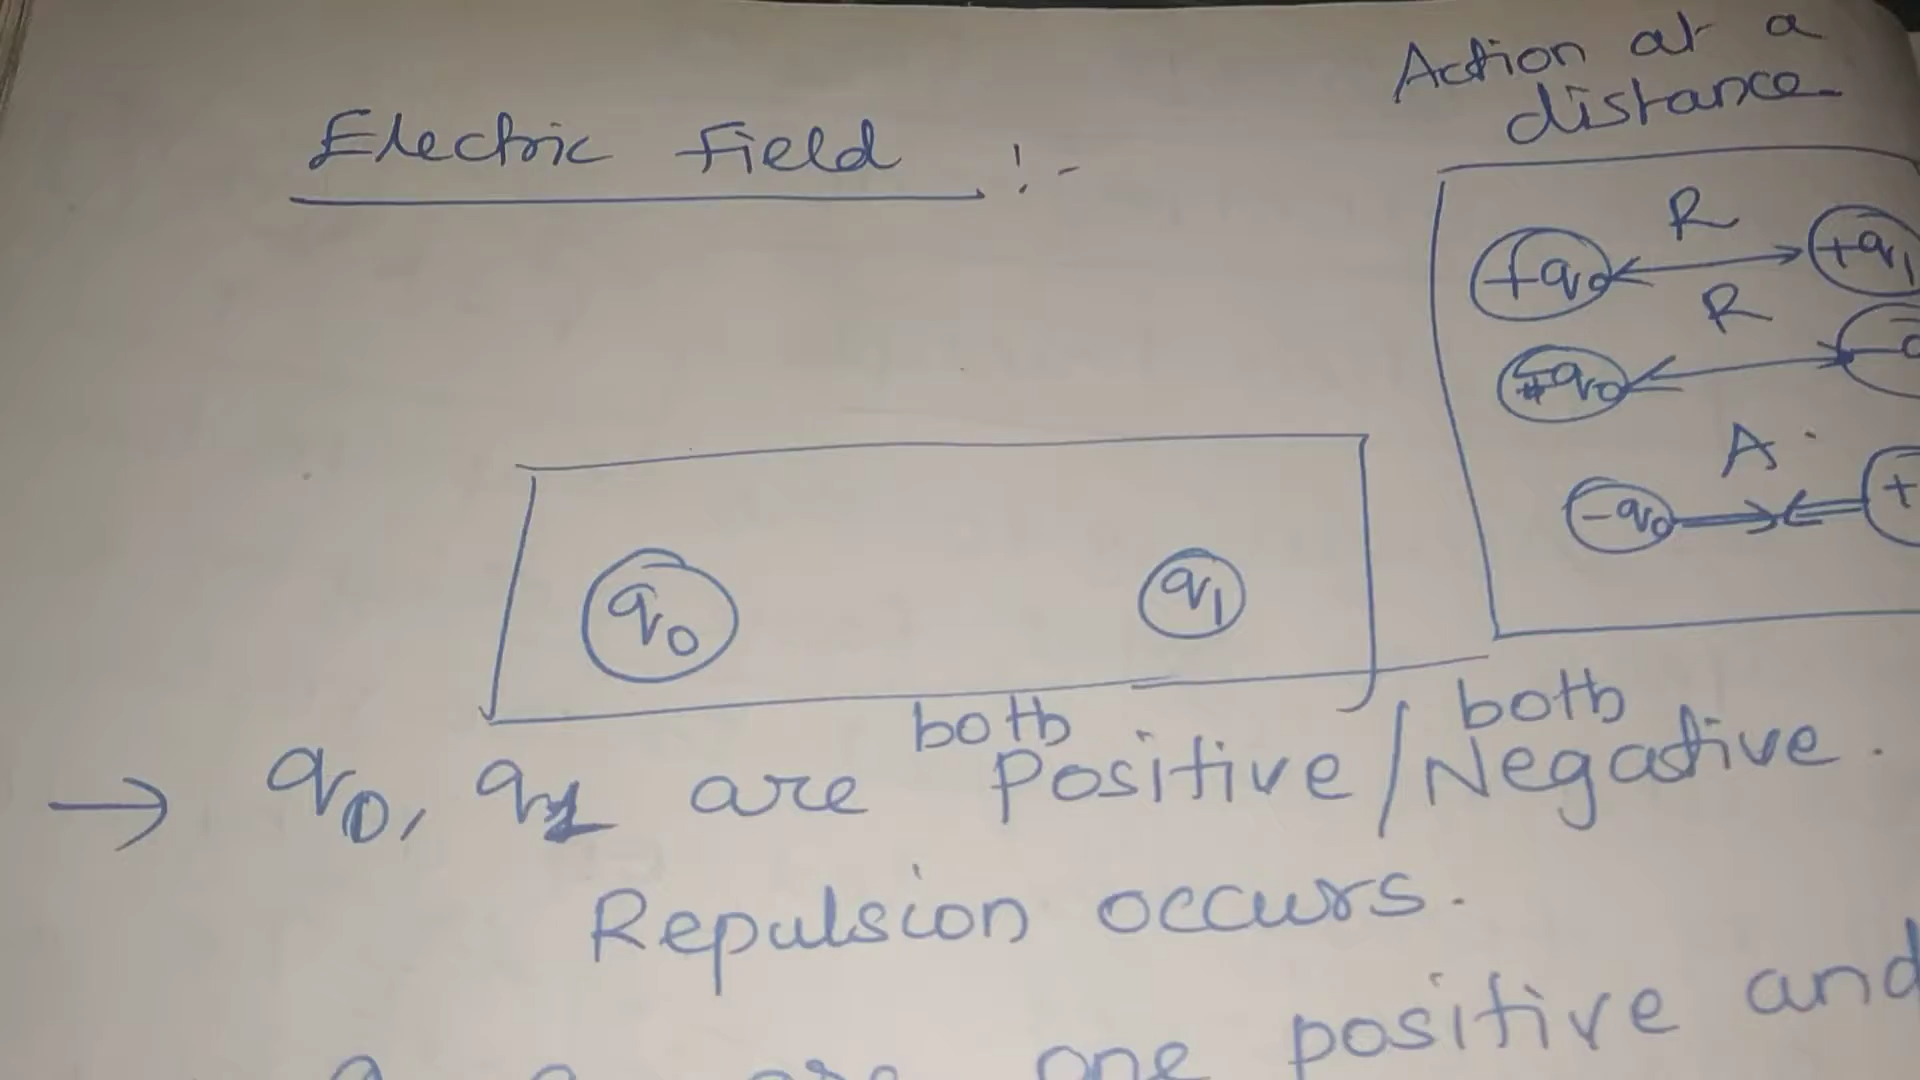 Action at a
distance
Electric Field :-
R
+q₀ +q₁
R
A
-q₀ +
q₀ q₁
both both
→ q₀, q₁ are Positive/Negative.
Repulsion occurs.
one positive and